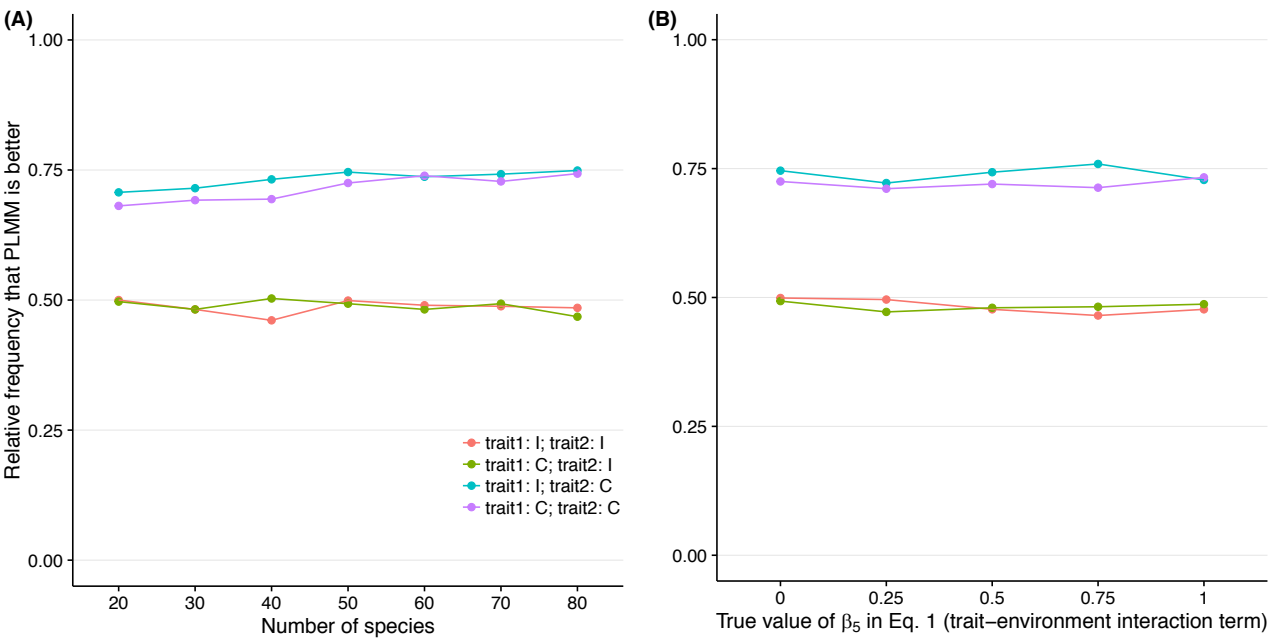 (A)
Relative frequency that PLMM is better
1.00
0.75
0.50
0.25
0.00
trait1: I; trait2: I
trait1: C; trait2: I
trait1: I; trait2: C
trait1: C; trait2: C
20 30 40 50 60 70 80
Number of species
(B)
1.00
0.75
0.50
0.25
0.00
0 0.25 0.5 0.75 1
True value of β₅ in Eq. 1 (trait−environment interaction term)